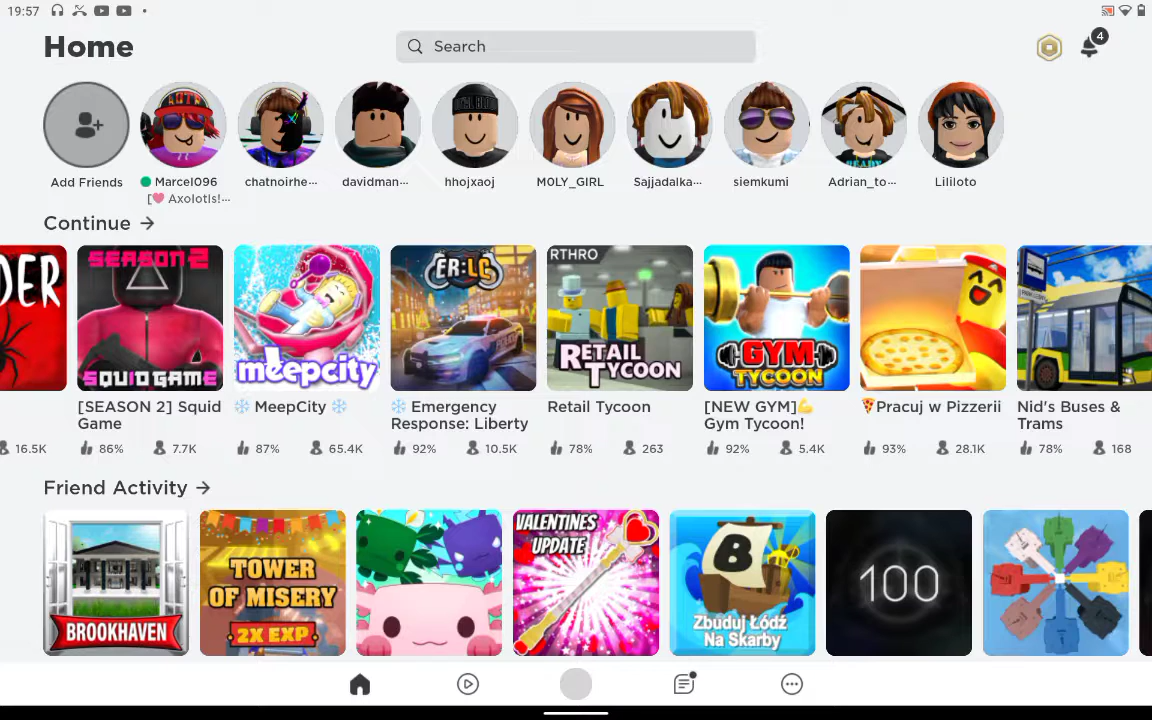 19:57
Home
Search
4
Add Friends
Marcel096
[🩷 Axolotls!...
chatnoirhe...
davidman...
hhojxaoj
M0LY_GIRL
Sajjadalka...
siemkumi
Adrian_to...
Lililoto
Continue →
DER
SEASON 2
SQUID GAME
meepcity
ER:LC
RTHRO
RETAIL TYCOON
GYM TYCOON
[SEASON 2] Squid
Game
❄️ MeepCity ❄️
❄️ Emergency
Response: Liberty
Retail Tycoon
[NEW GYM]💪
Gym Tycoon!
🍕Pracuj w Pizzerii
Nid's Buses &
Trams
16.5K
86% 7.7K
87% 65.4K
92% 10.5K
78% 263
92% 5.4K
93% 28.1K
78% 168
Friend Activity →
BROOKHAVEN
TOWER
OF MISERY
2X EXP
VALENTINES
UPDATE
B
Zbuduj Łódź
Na Skarby
100